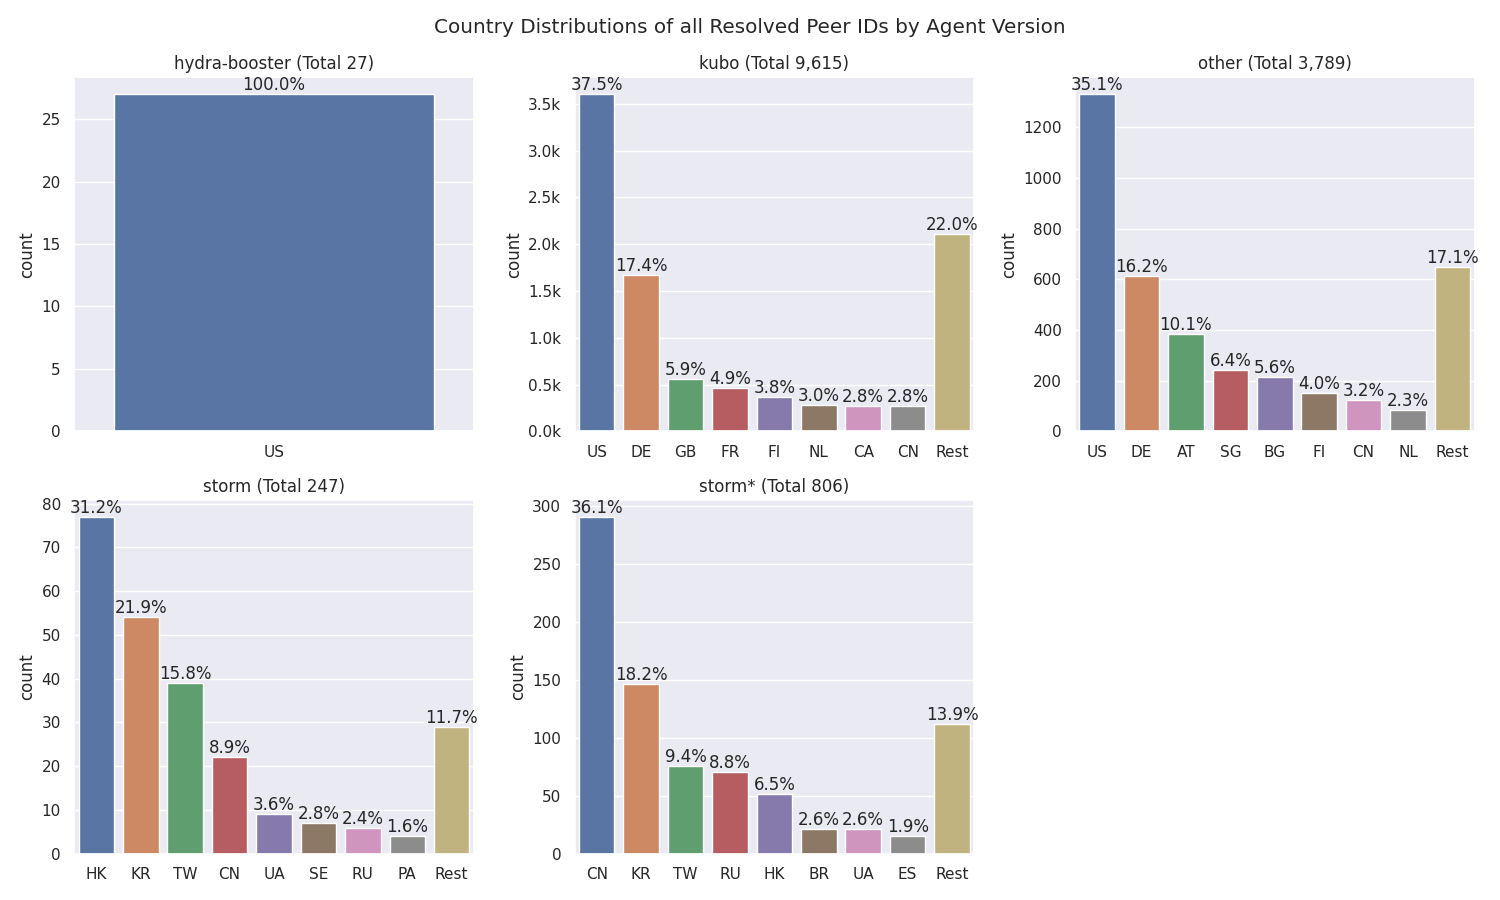 Country Distributions of all Resolved Peer IDs by Agent Version
hydra-booster (Total 27)
100.0%
25
20
15
10
5
0
count
US
kubo (Total 9,615)
37.5%
17.4%
5.9%
4.9%
3.8%
3.0%
2.8%
2.8%
22.0%
3.5k
3.0k
2.5k
2.0k
1.5k
1.0k
0.5k
0.0k
count
US DE GB FR FI NL CA CN Rest
other (Total 3,789)
35.1%
16.2%
10.1%
6.4%
5.6%
4.0%
3.2%
2.3%
17.1%
1200
1000
800
600
400
200
0
count
US DE AT SG BG FI CN NL Rest
storm (Total 247)
31.2%
21.9%
15.8%
8.9%
3.6%
2.8%
2.4%
1.6%
11.7%
80
70
60
50
40
30
20
10
0
count
HK KR TW CN UA SE RU PA Rest
storm* (Total 806)
36.1%
18.2%
9.4%
8.8%
6.5%
2.6%
2.6%
1.9%
13.9%
300
250
200
150
100
50
0
count
CN KR TW RU HK BR UA ES Rest